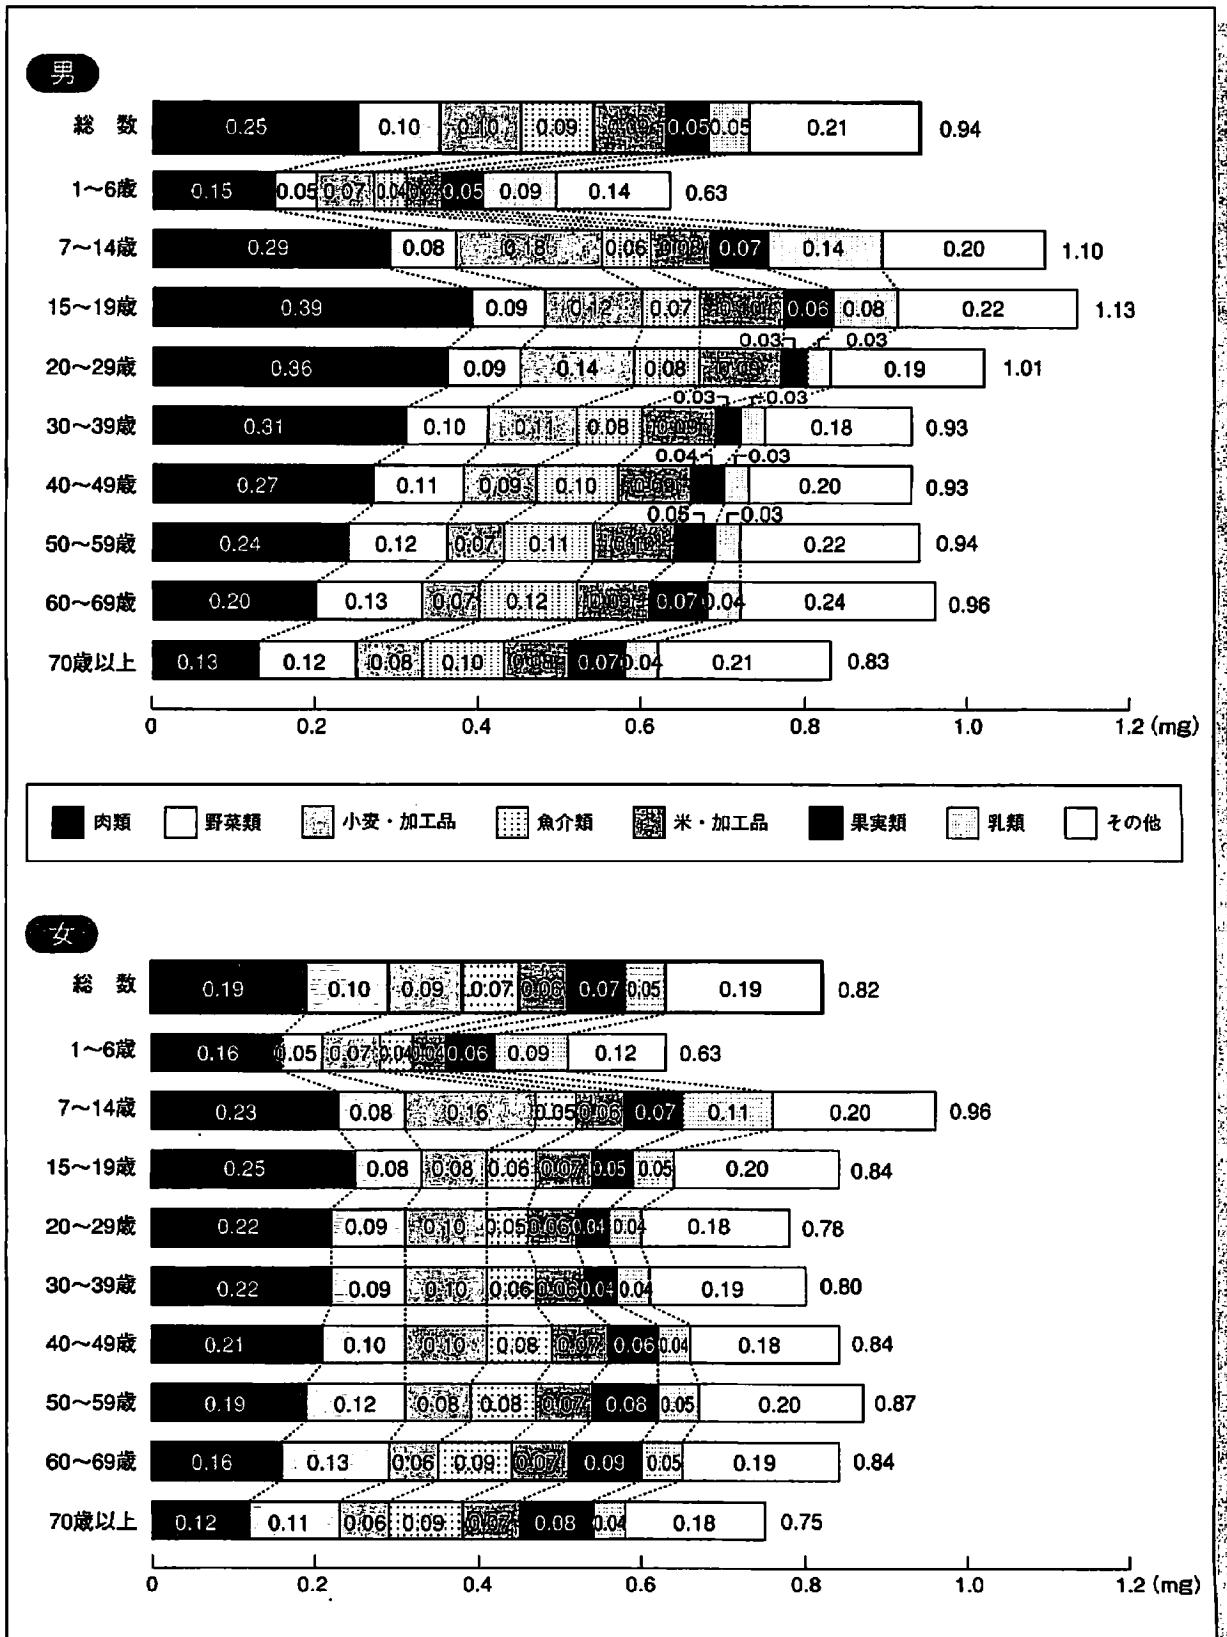 男
総 数 0.25 0.10 0.10 0.09 0.09 0.05 0.05 0.21 0.94
1～6歳 0.15 0.05 0.07 0.04 0.05 0.09 0.14 0.63
7～14歳 0.29 0.08 0.18 0.06 0.08 0.07 0.14 0.20 1.10
15～19歳 0.39 0.09 0.12 0.07 0.10 0.06 0.08 0.22 1.13
0.03 0.03
20～29歳 0.36 0.09 0.14 0.08 0.19 1.01
0.03 0.03
30～39歳 0.31 0.10 0.11 0.08 0.09 0.18 0.93
0.04 0.03
40～49歳 0.27 0.11 0.09 0.10 0.09 0.20 0.93
0.05 0.03
50～59歳 0.24 0.12 0.07 0.11 0.10 0.22 0.94
60～69歳 0.20 0.13 0.07 0.12 0.09 0.07 0.04 0.24 0.96
70歳以上 0.13 0.12 0.08 0.10 0.08 0.07 0.04 0.21 0.83
0 0.2 0.4 0.6 0.8 1.0 1.2 (mg)
肉類 野菜類 小麦・加工品 魚介類 米・加工品 果実類 乳類 その他
女
総 数 0.19 0.10 0.09 0.07 0.06 0.07 0.05 0.19 0.82
1～6歳 0.16 0.05 0.07 0.04 0.04 0.06 0.09 0.12 0.63
7～14歳 0.23 0.08 0.16 0.05 0.06 0.07 0.11 0.20 0.96
15～19歳 0.25 0.08 0.08 0.06 0.07 0.05 0.05 0.20 0.84
20～29歳 0.22 0.09 0.10 0.05 0.06 0.04 0.04 0.18 0.78
30～39歳 0.22 0.09 0.10 0.06 0.06 0.04 0.04 0.19 0.80
40～49歳 0.21 0.10 0.10 0.08 0.07 0.06 0.04 0.18 0.84
50～59歳 0.19 0.12 0.08 0.08 0.07 0.08 0.05 0.20 0.87
60～69歳 0.16 0.13 0.06 0.09 0.07 0.09 0.05 0.19 0.84
70歳以上 0.12 0.11 0.06 0.09 0.07 0.08 0.04 0.18 0.75
0 0.2 0.4 0.6 0.8 1.0 1.2 (mg)